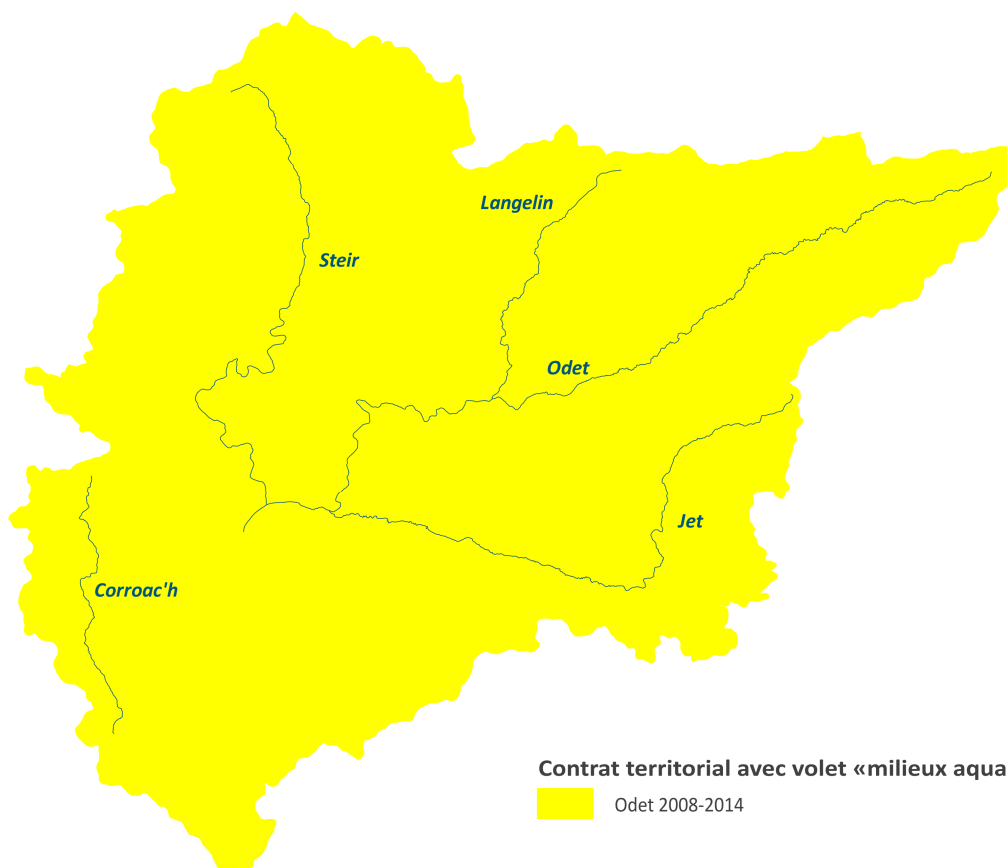 Langelin
Steir
Odet
Jet
Corroac'h
Contrat territorial avec volet «milieux aqua
Odet 2008-2014